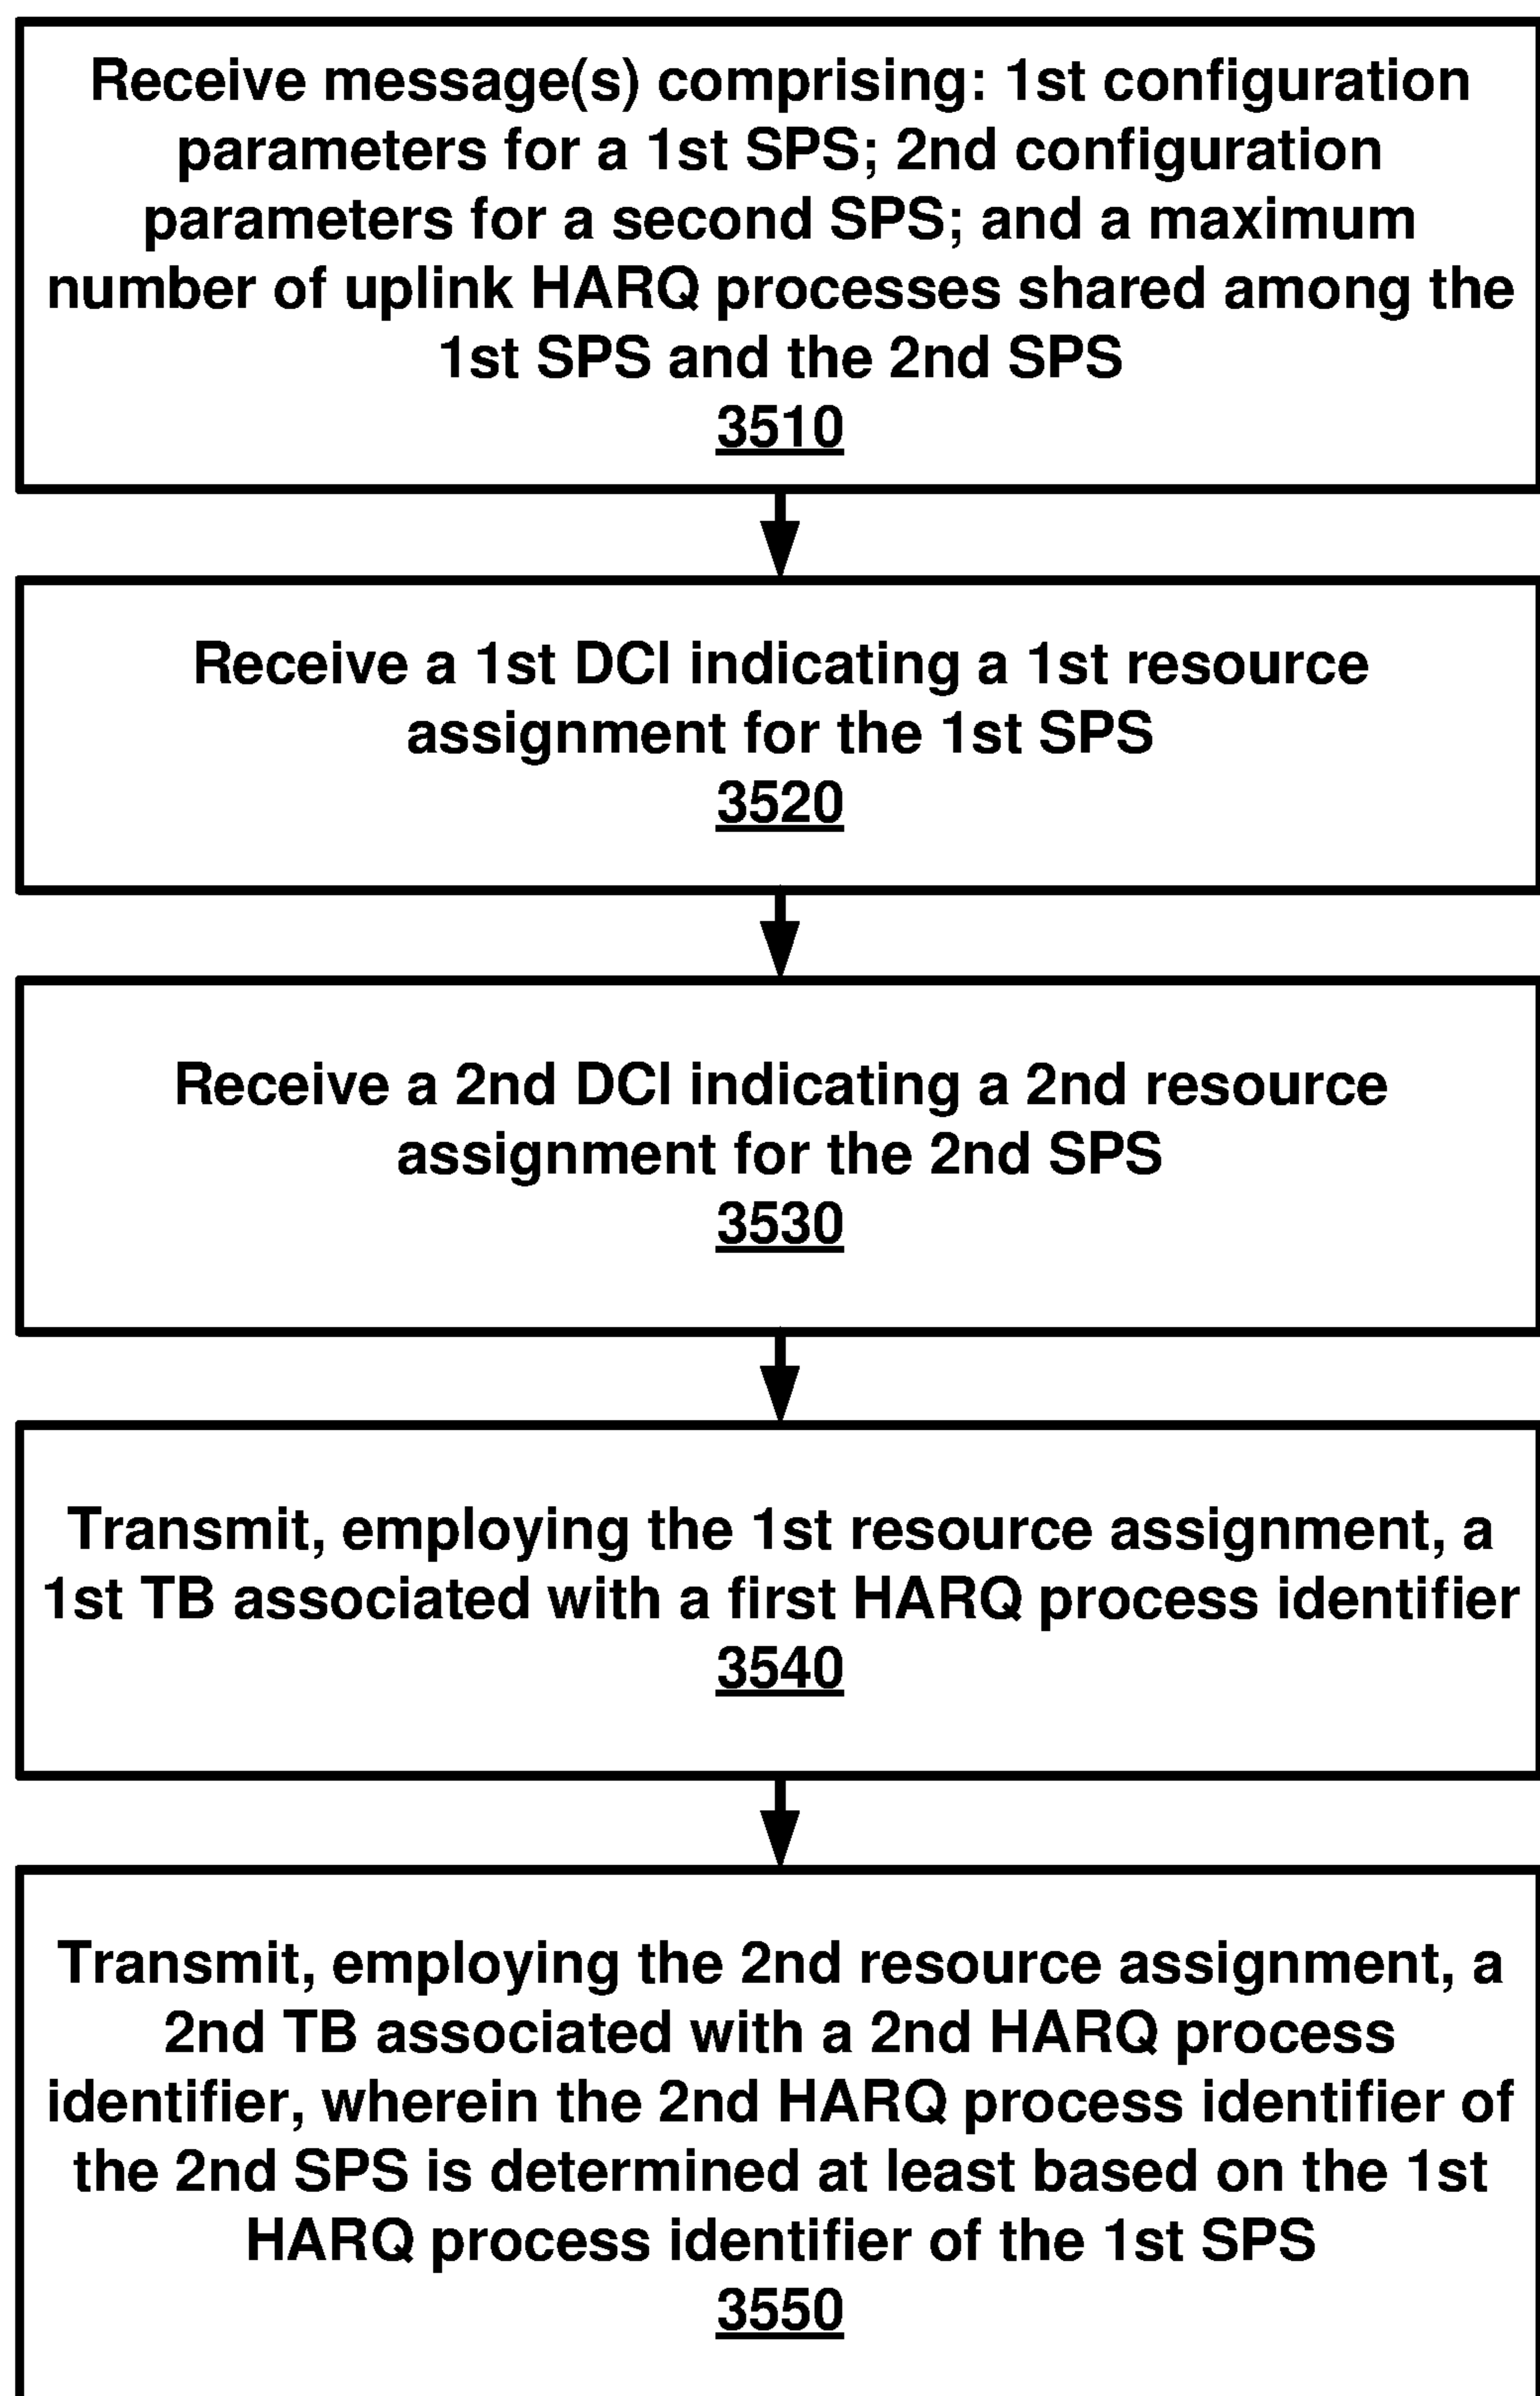 Receive message(s) comprising: 1st configuration
parameters for a 1st SPS; 2nd configuration
parameters for a second SPS; and a maximum
number of uplink HARQ processes shared among the
1st SPS and the 2nd SPS
3510
Receive a 1st DCI indicating a 1st resource
assignment for the 1st SPS
3520
Receive a 2nd DCI indicating a 2nd resource
assignment for the 2nd SPS
3530
Transmit, employing the 1st resource assignment, a
1st TB associated with a first HARQ process identifier
3540
Transmit, employing the 2nd resource assignment, a
2nd TB associated with a 2nd HARQ process
identifier, wherein the 2nd HARQ process identifier of
the 2nd SPS is determined at least based on the 1st
HARQ process identifier of the 1st SPS
3550